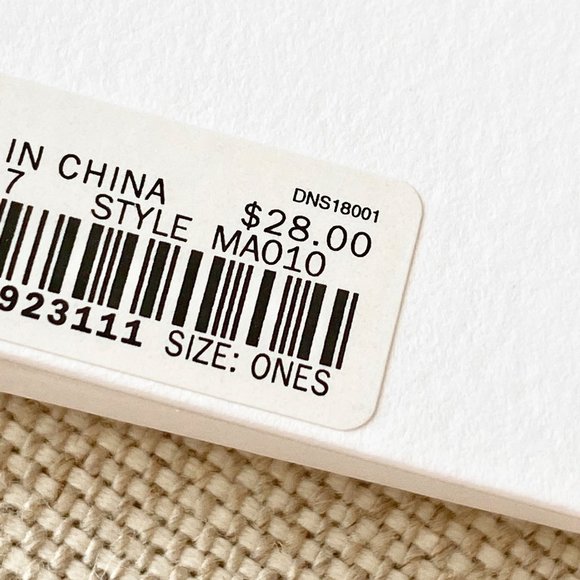 IN CHINA
DNS18001
7
$28.00
STYLE MA010
923111
SIZE: ONES